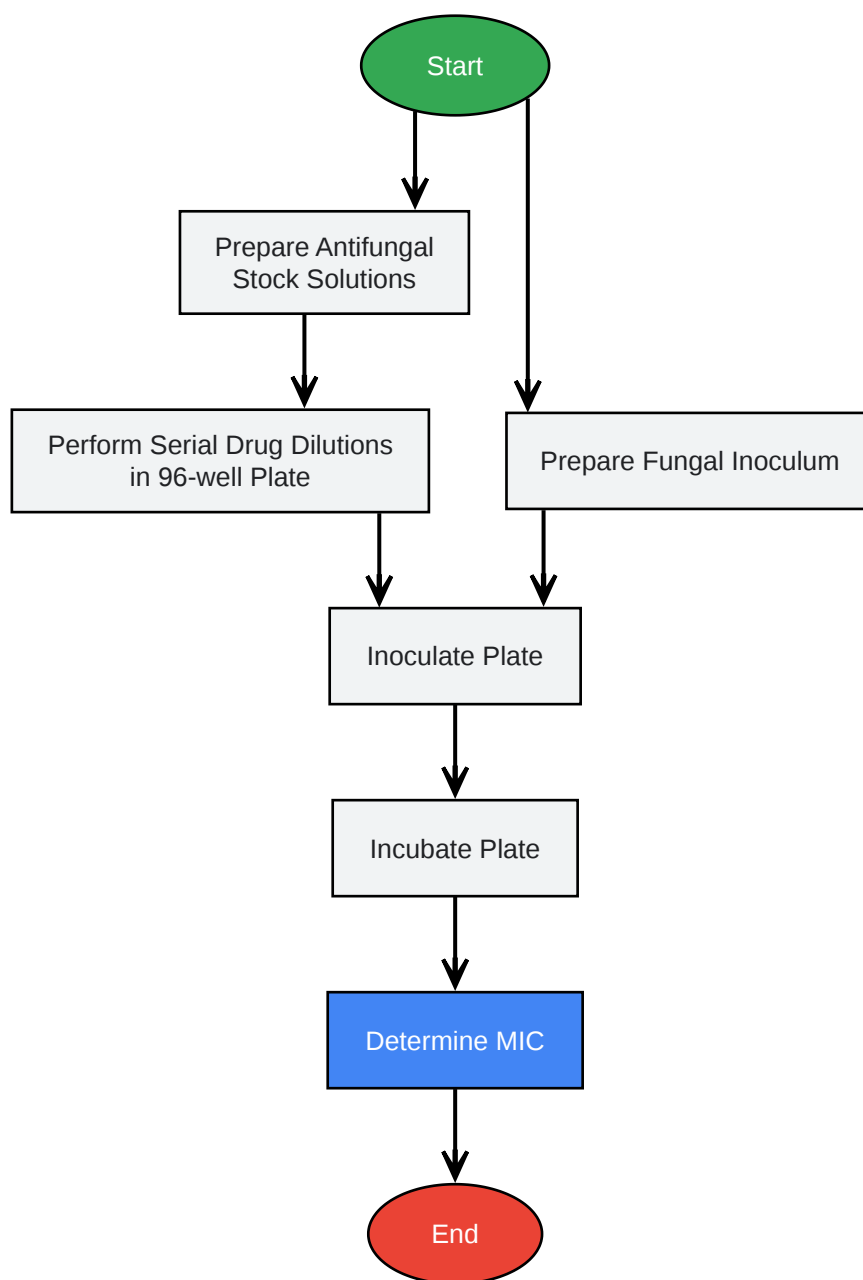 Start
Prepare Antifungal
Stock Solutions
Perform Serial Drug Dilutions
in 96-well Plate
Prepare Fungal Inoculum
Inoculate Plate
Incubate Plate
Determine MIC
End